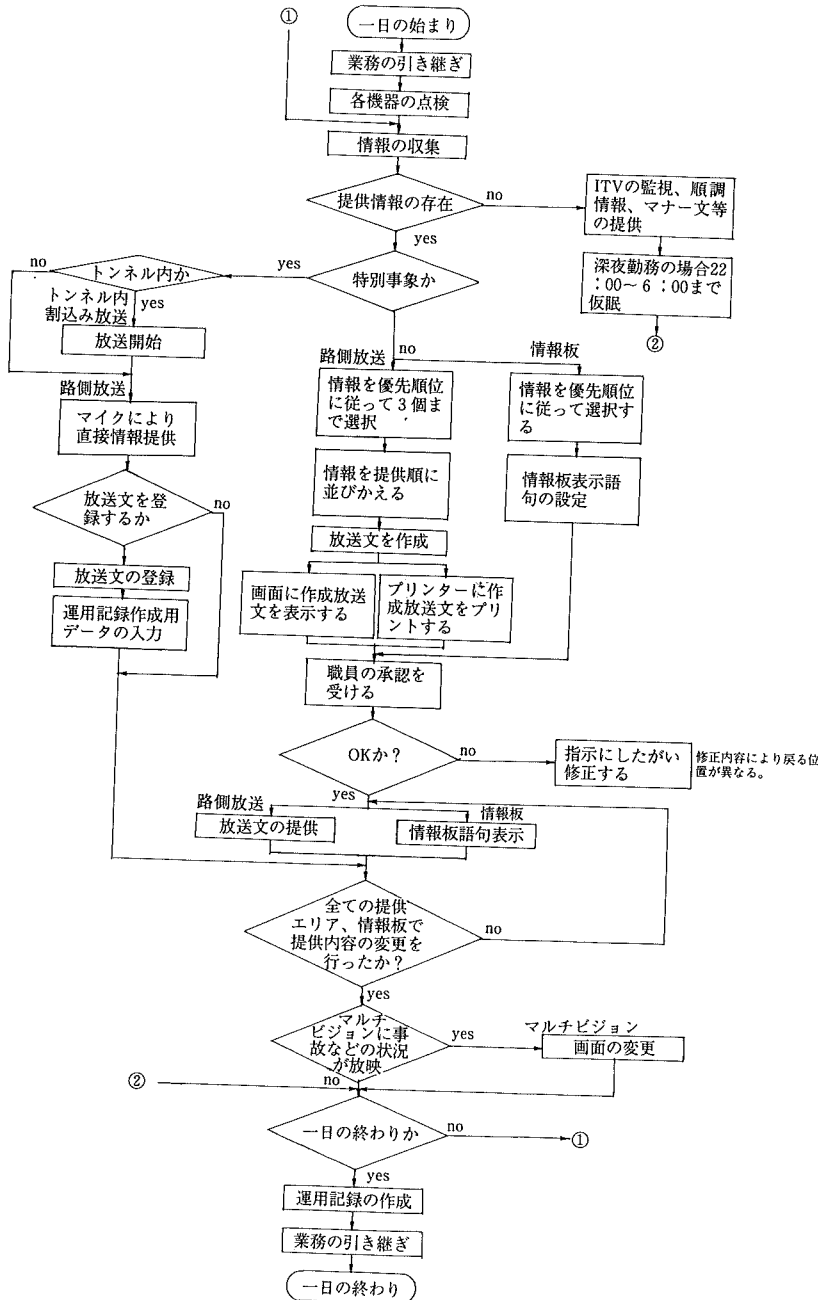 ①
一日の始まり
業務の引き継ぎ
各機器の点検
情報の収集
提供情報の存在
no
ITVの監視、順調
情報、マナー文等
の提供
yes
深夜勤務の場合22
：00～6：00まで
仮眠
②
特別事象か
yes
トンネル内か
no
yes
トンネル内
割込み放送
放送開始
路側放送
マイクにより
直接情報提供
放送文を登
録するか
no
放送文の登録
運用記録作成用
データの入力
no
路側放送
情報を優先順位
に従って3個ま
で選択
情報を提供順に
並びかえる
放送文を作成
画面に作成放送
文を表示する
プリンターに作
成放送文をプリ
ントする
情報板
情報を優先順位
に従って選択す
る
情報板表示語
句の設定
職員の承認を
受ける
OKか？
no
指示にしたがい
修正する
修正内容により戻る位
置が異なる。
yes
路側放送
放送文の提供
情報板
情報板語句表示
全ての提供
エリア、情報板で
提供内容の変更を
行ったか？
no
yes
マルチ
ビジョンに事
故などの状況
が放映
yes
マルチビジョン
画面の変更
no
②
一日の終わりか
no
①
yes
運用記録の作成
業務の引き継ぎ
一日の終わり